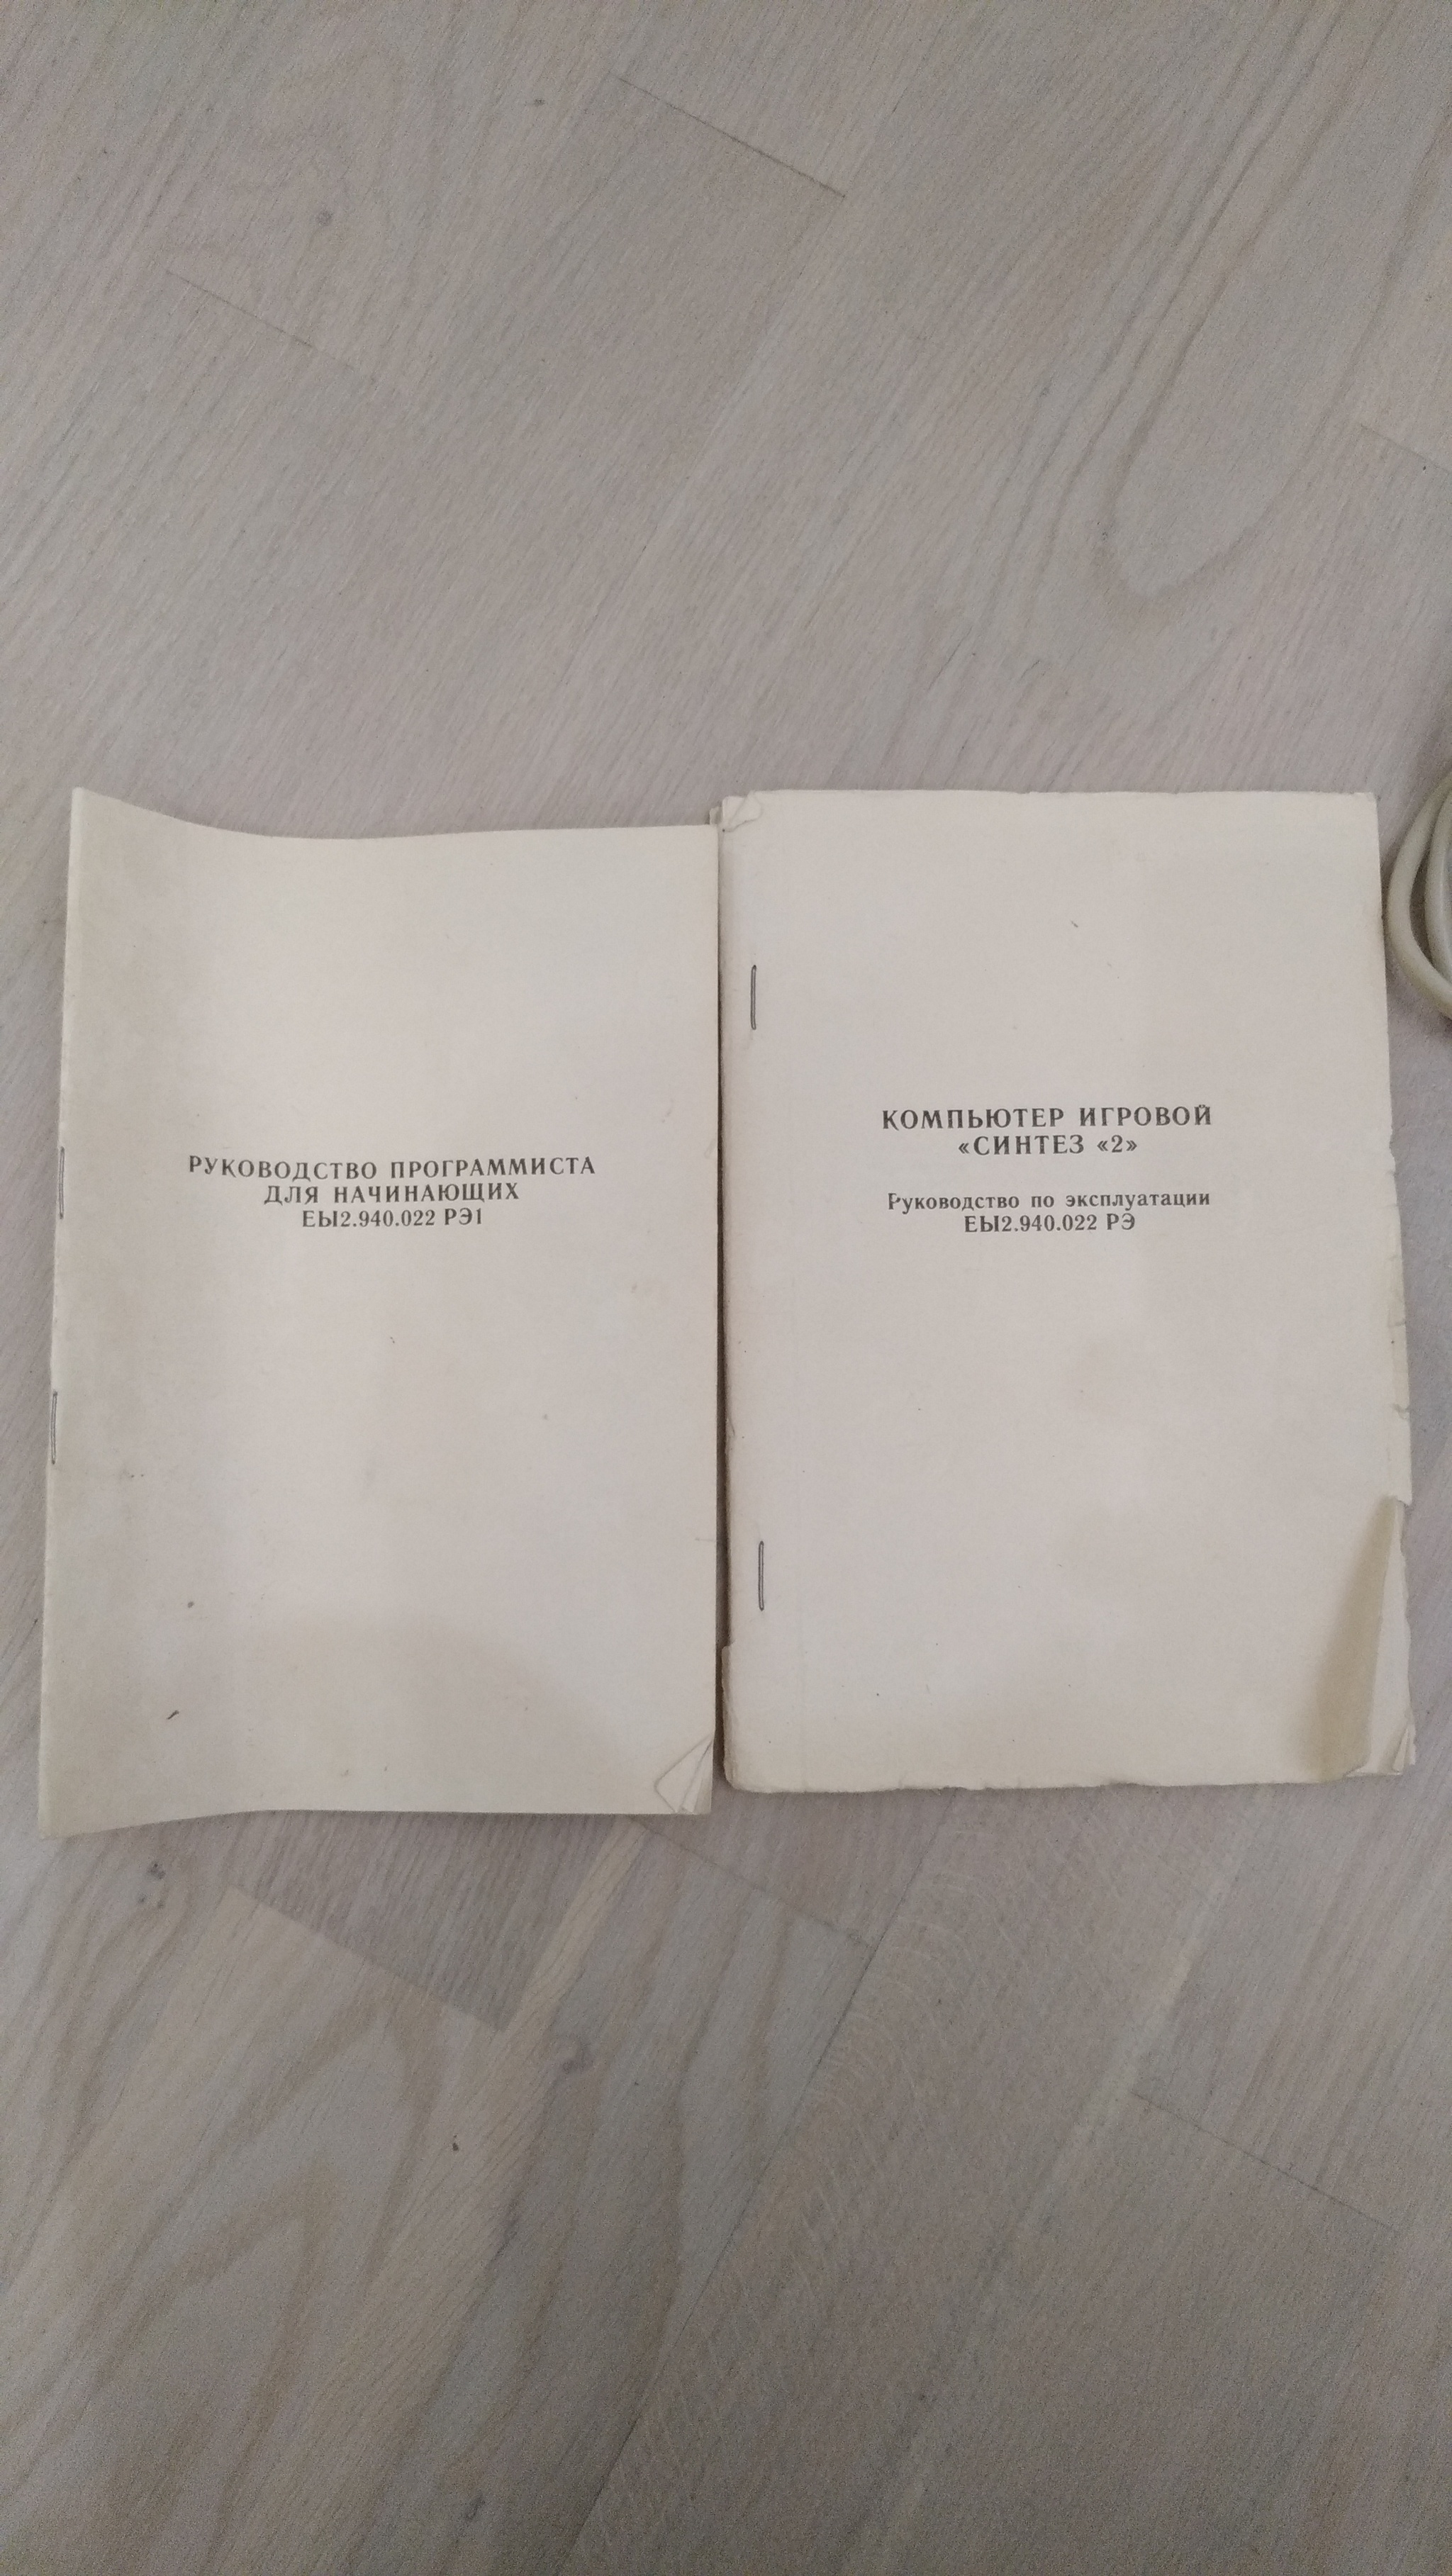 РУКОВОДСТВО ПРОГРАММИСТА
ДЛЯ НАЧИНАЮЩИХ
ЕЫ2.940.022 РЭ1
КОМПЬЮТЕР ИГРОВОЙ
«СИНТЕЗ «2»
Руководство по эксплуатации
ЕЫ2.940.022 РЭ